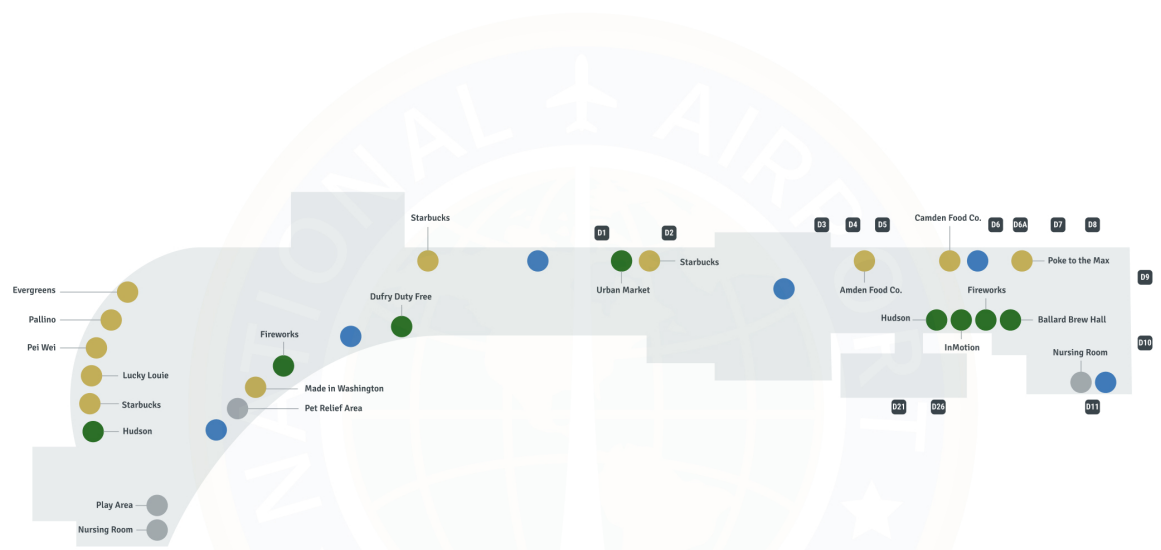 NATIONAL AIRPORT
Starbucks
D1
D2
D3
D4
D5
Camden Food Co.
D6
D6A
D7
D8
Starbucks
Poke to the Max
D9
Evergreens
Dufry Duty Free
Urban Market
Amden Food Co.
Fireworks
Pallino
Hudson
Ballard Brew Hall
Fireworks
InMotion
D10
Pei Wei
Nursing Room
Lucky Louie
Made in Washington
Starbucks
Pet Relief Area
D21
D26
D11
Hudson
Play Area
Nursing Room